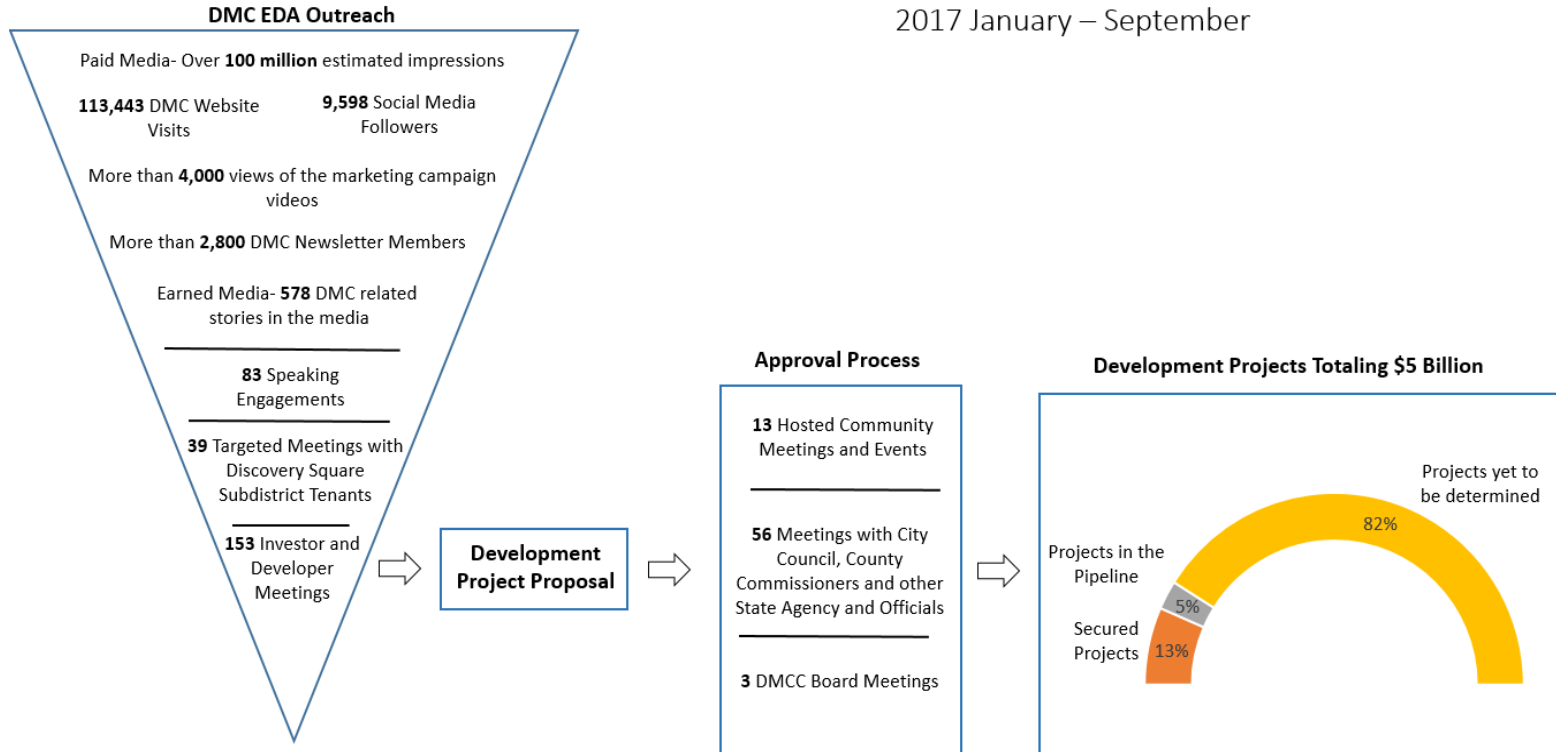 DMC EDA Outreach
2017 January – September
Paid Media- Over 100 million estimated impressions
113,443 DMC Website
Visits
9,598 Social Media
Followers
More than 4,000 views of the marketing campaign
videos
More than 2,800 DMC Newsletter Members
Earned Media- 578 DMC related
stories in the media
83 Speaking
Engagements
39 Targeted Meetings with
Discovery Square
Subdistrict Tenants
153 Investor and
Developer
Meetings
Development
Project Proposal
Approval Process
13 Hosted Community
Meetings and Events
56 Meetings with City
Council, County
Commissioners and other
State Agency and Officials
3 DMCC Board Meetings
Development Projects Totaling $5 Billion
Projects yet to
be determined
82%
Projects in the
Pipeline
5%
Secured
Projects
13%